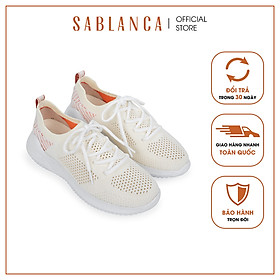 SABLANCA
OFFICIAL
STORE
ĐỔI TRẢ
TRONG 30 NGÀY
GIAO HÀNG NHANH
TOÀN QUỐC
BẢO HÀNH
TRỌN ĐỜI